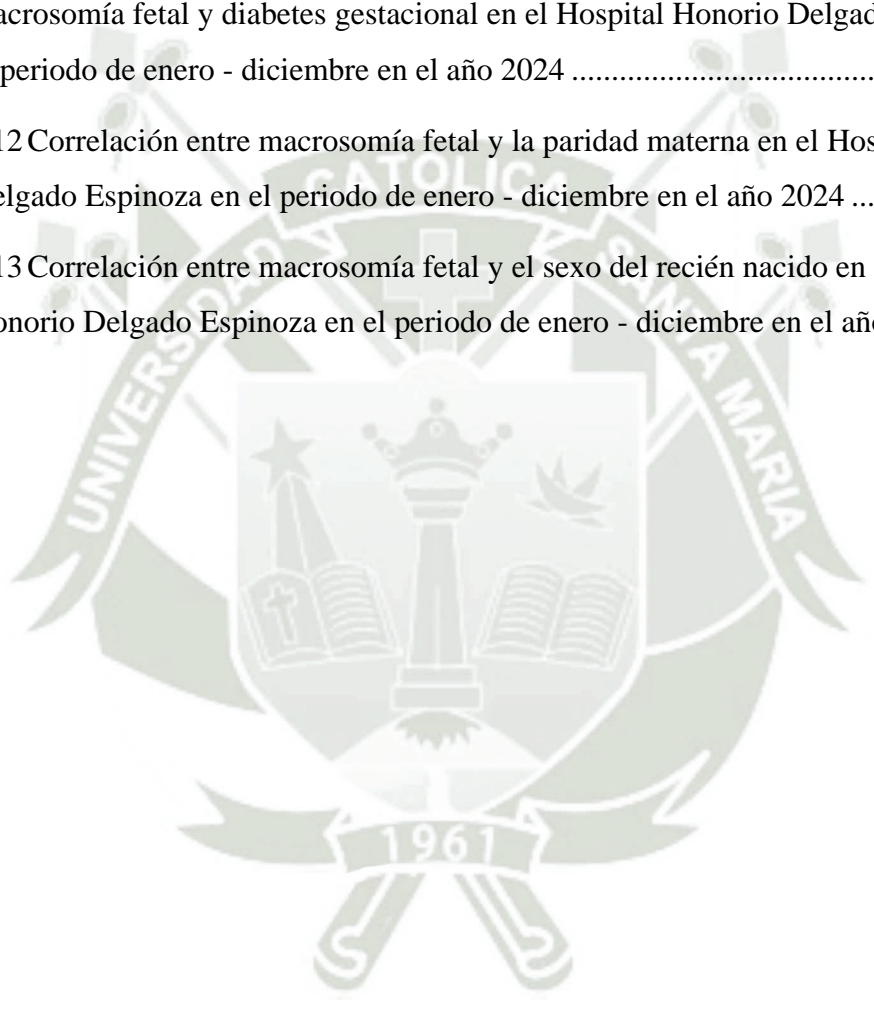 acrosomía fetal y diabetes gestacional en el Hospital Honorio Delgad
periodo de enero - diciembre en el año 2024 ...................................
12 Correlación entre macrosomía fetal y la paridad materna en el Hos
elgado Espinoza en el periodo de enero - diciembre en el año 2024 ...
13 Correlación entre macrosomía fetal y el sexo del recién nacido en
onorio Delgado Espinoza en el periodo de enero - diciembre en el añ
UNIVERSIDAD CATOLICA SANTA MARIA
1961